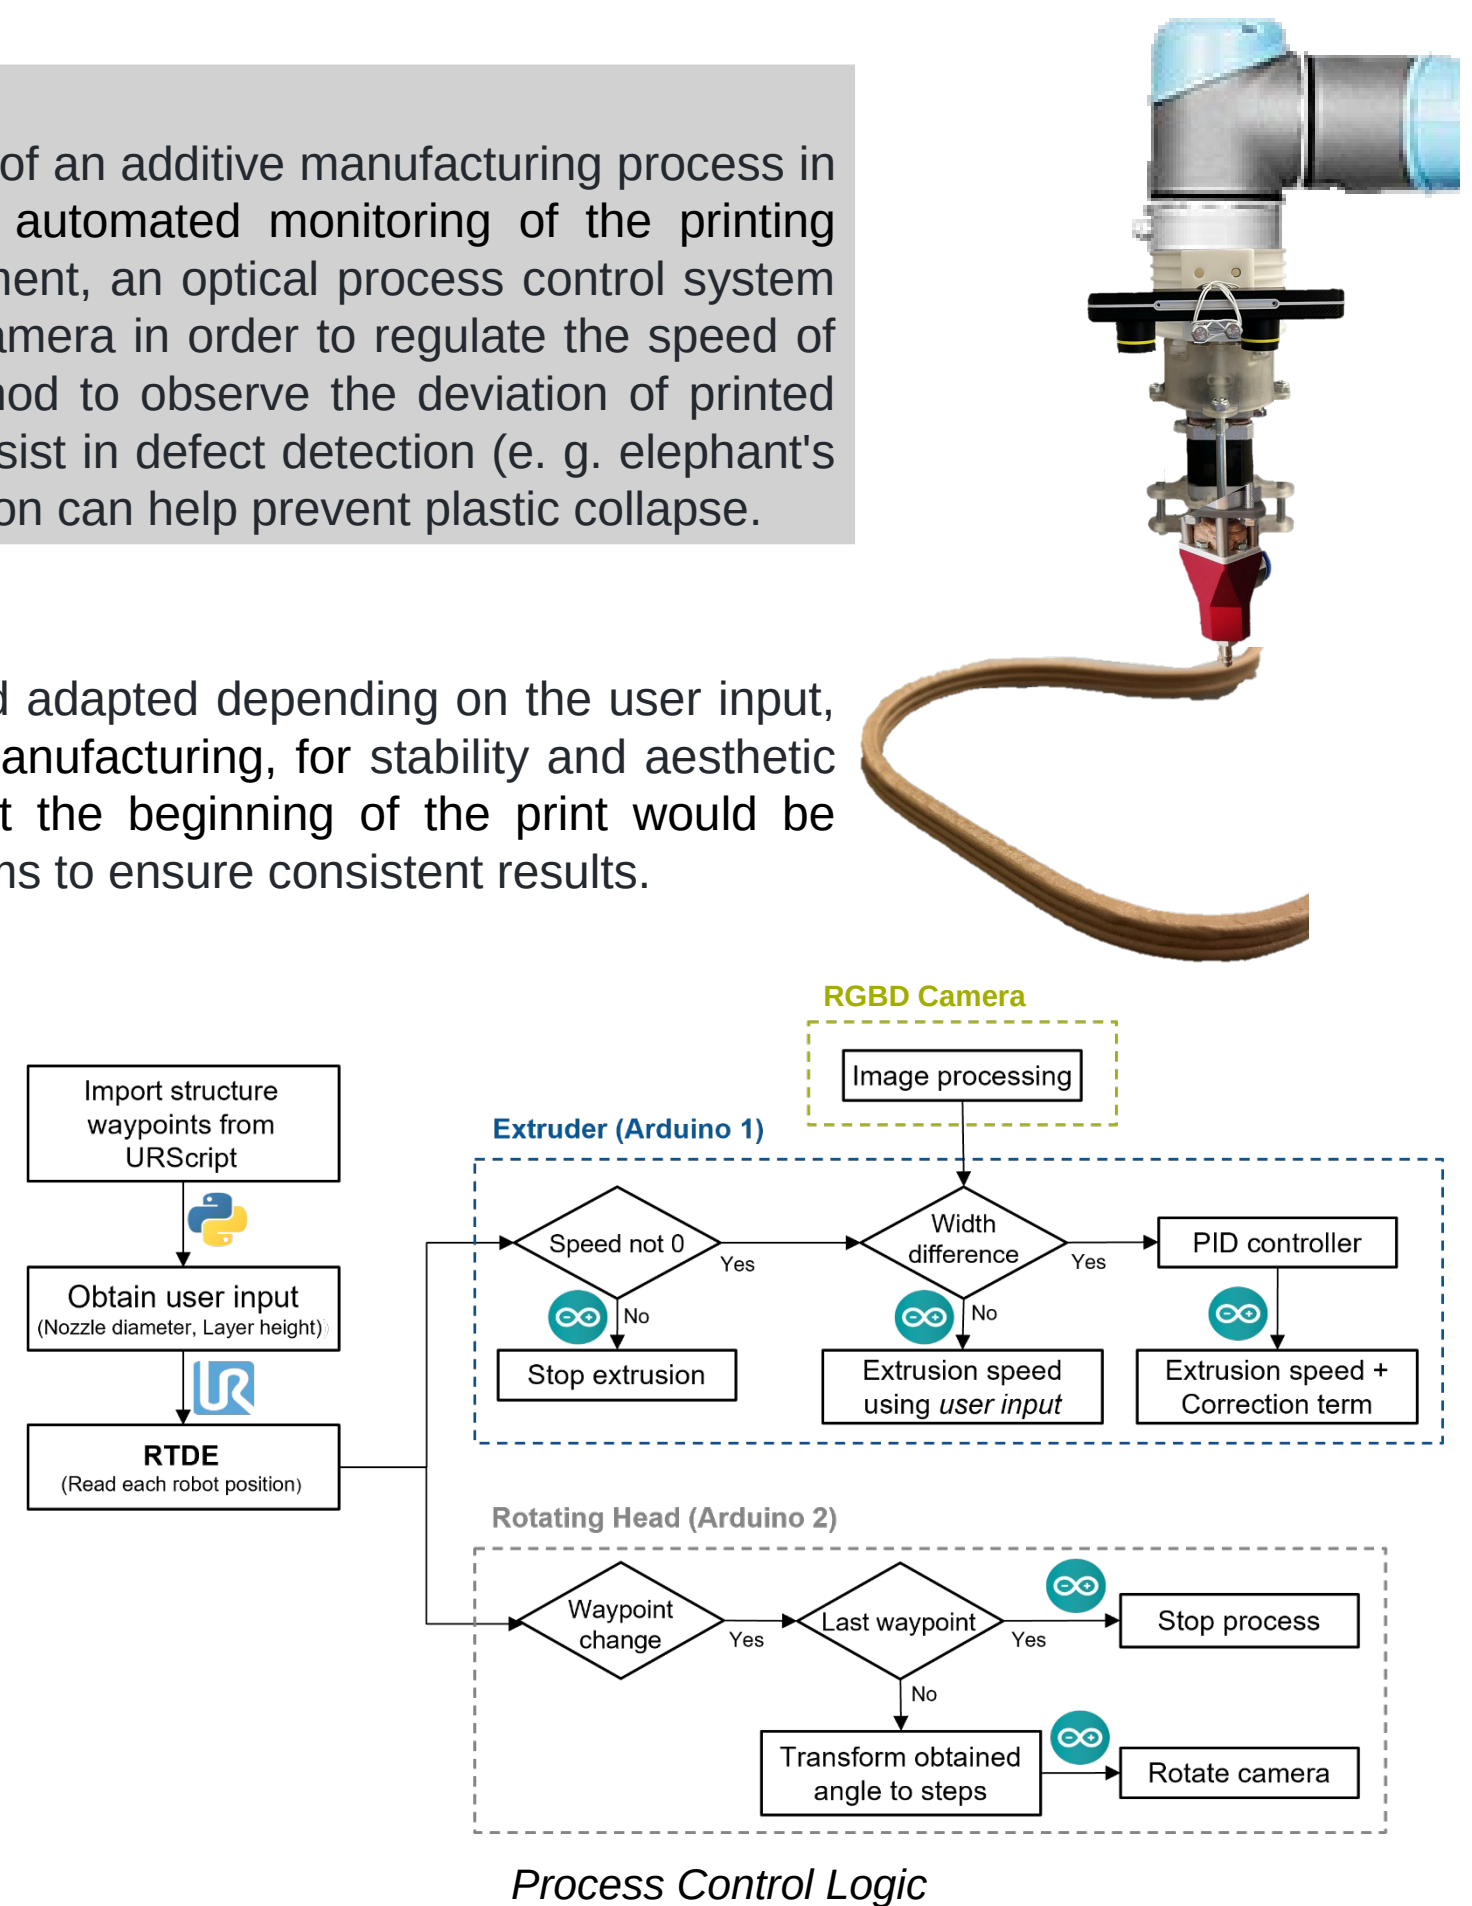 of an additive manufacturing process in
automated monitoring of the printing
ment, an optical process control system
amera in order to regulate the speed of
nod to observe the deviation of printed
sist in defect detection (e. g. elephant's
on can help prevent plastic collapse.
d adapted depending on the user input,
anufacturing, for stability and aesthetic
t the beginning of the print would be
ms to ensure consistent results.
RGBD Camera
Image processing
Import structure
waypoints from
URScript
Obtain user input
(Nozzle diameter, Layer height)
UR
RTDE
(Read each robot position)
Extruder (Arduino 1)
Speed not 0
Yes
No
Stop extrusion
Width
difference
Yes
No
Extrusion speed
using user input
PID controller
Extrusion speed +
Correction term
Rotating Head (Arduino 2)
Waypoint
change
Yes
Last waypoint
Yes
Stop process
No
Transform obtained
angle to steps
Rotate camera
Process Control Logic